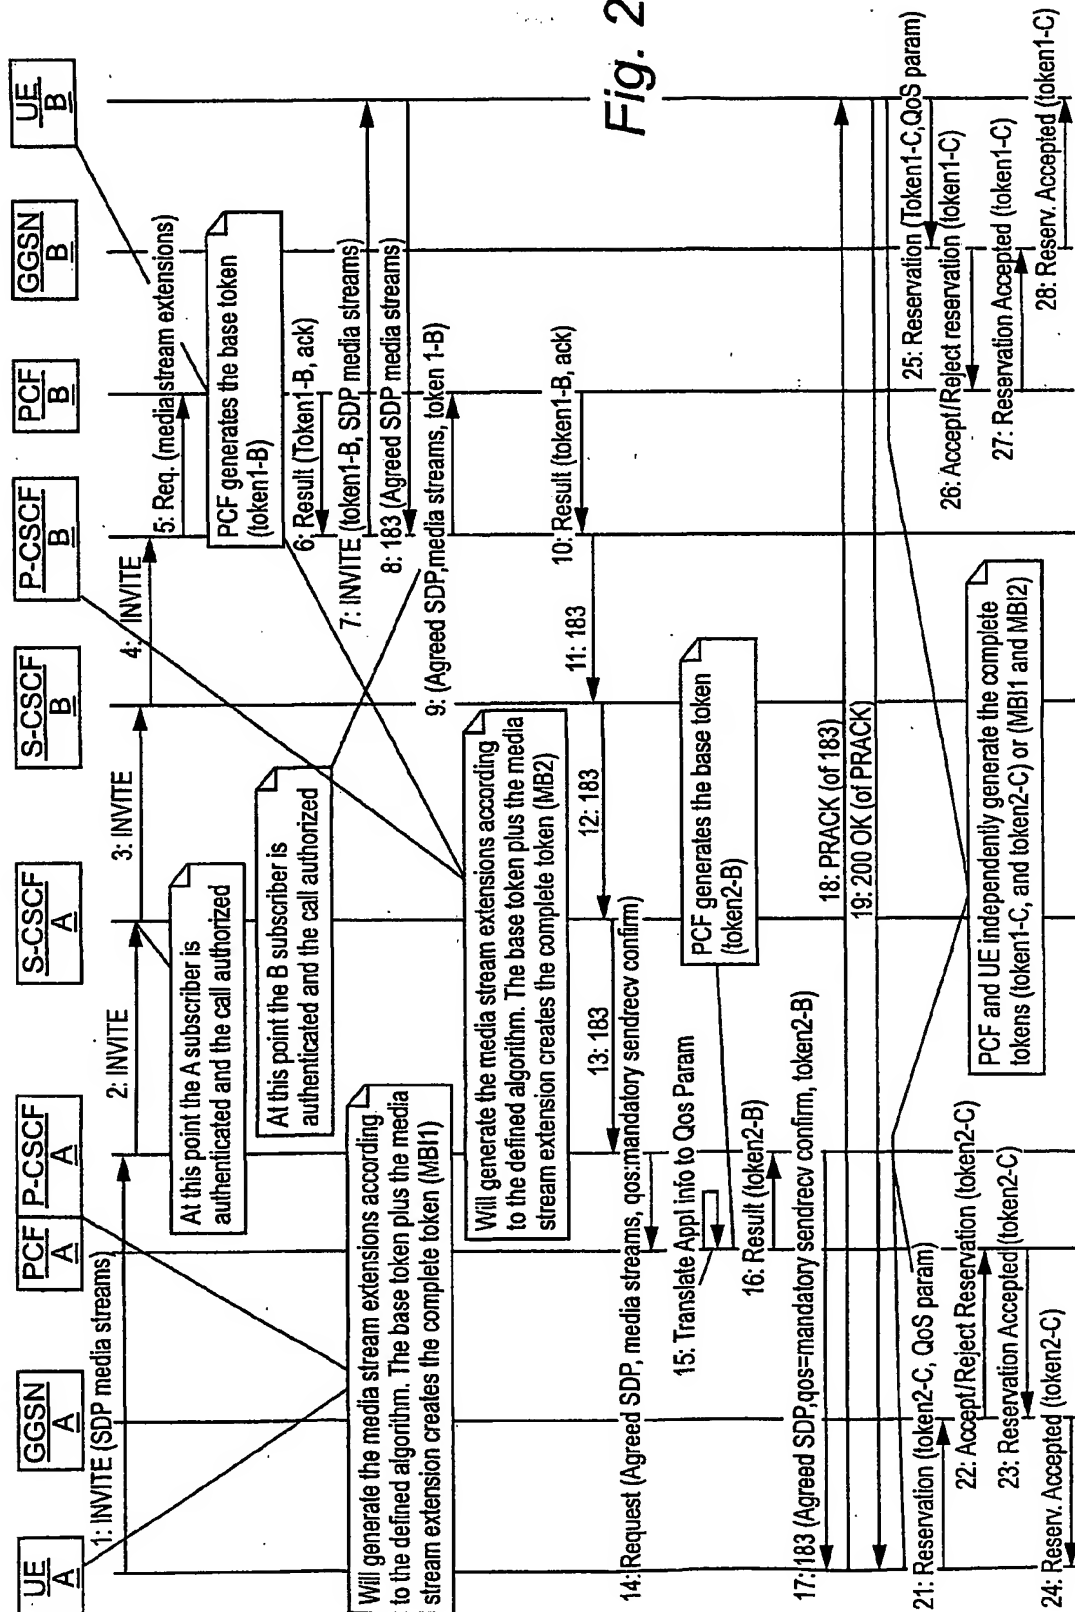 UE
A
GGSN
A
PCF
A
P-CSCF
A
S-CSCF
A
S-CSCF
B
P-CSCF
B
PCF
B
GGSN
B
UE
B
1: INVITE (SDP media streams)
2: INVITE
3: INVITE
4: INVITE
At this point the A subscriber is
authenticated and the call authorized
5: Req. (media stream extensions)
PCF generates the base token
(token1-B)
At this point the B subscriber is
authenticated and the call authorized
6: Result (Token1-B, ack)
Will generate the media stream extensions according
to the defined algorithm. The base token plus the media
stream extension creates the complete token (MBI1)
7: INVITE (token1-B, SDP media streams)
8: 183 (Agreed SDP media streams)
9: (Agreed SDP,media streams, token 1-B)
Will generate the media stream extensions according
to the defined algorithm. The base token plus the media
stream extension creates the complete token (MB2)
10: Result (token1-B, ack)
11: 183
12: 183
13: 183
14:Request (Agreed SDP, media streams, qos:mandatory sendrecv confirm)
15: Translate Appl info to Qos Param
PCF generates the base token
(token2-B)
16: Result (token2-B)
17:183 (Agreed SDP,qos=mandatory sendrecv confirm, token2-B)
18: PRACK (of 183)
19: 200 OK (of PRACK)
PCF and UE independently generate the complete
tokens (token1-C, and token2-C) or (MBI1 and MBI2)
21: Reservation (token2-C, QoS param)
22: Accept/Reject Reservation (token2-C)
23: Reservation Accepted (token2-C)
24: Reserv. Accepted (token2-C)
25: Reservation (Token1-C,QoS param)
26: Accept/Reject reservation (token1-C)
27: Reservation Accepted (token1-C)
28: Reserv. Accepted (token1-C)
Fig. 2